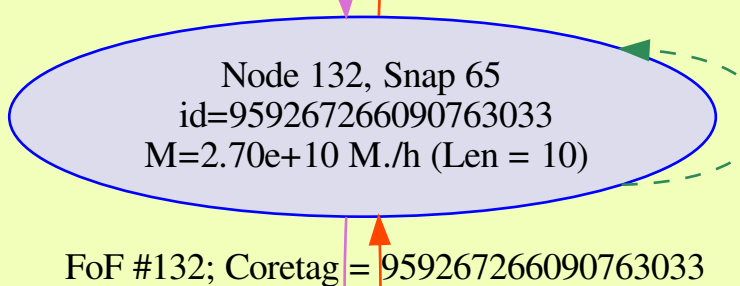 Node 132, Snap 65
id=959267266090763033
M=2.70e+10 M./h (Len = 10)
FoF #132; Coretag = 959267266090763033